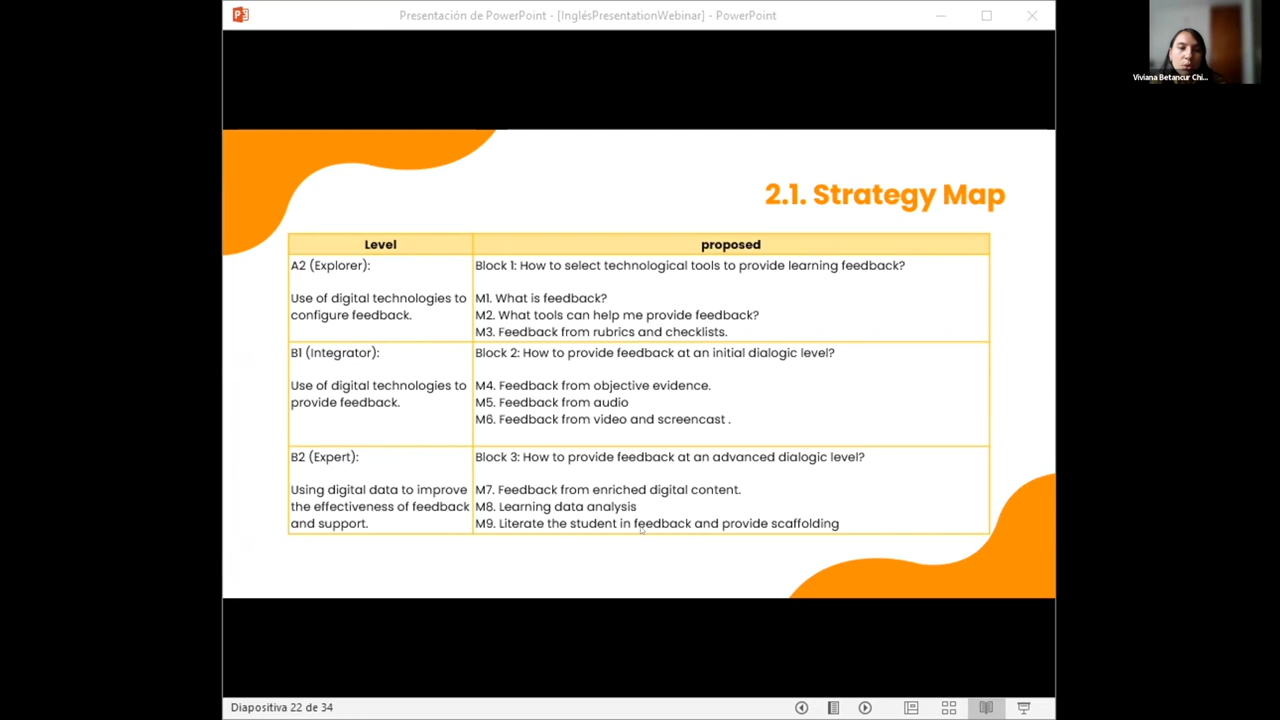 Presentación de PowerPoint - [InglésPresentationWebinar] - PowerPoint
Viviana Betancur Chi...
2.1. Strategy Map
Level
proposed
A2 (Explorer):
Use of digital technologies to
configure feedback.
Block 1: How to select technological tools to provide learning feedback?
M1. What is feedback?
M2. What tools can help me provide feedback?
M3. Feedback from rubrics and checklists.
B1 (Integrator):
Use of digital technologies to
provide feedback.
Block 2: How to provide feedback at an initial dialogic level?
M4. Feedback from objective evidence.
M5. Feedback from audio
M6. Feedback from video and screencast .
B2 (Expert):
Using digital data to improve
the effectiveness of feedback
and support.
Block 3: How to provide feedback at an advanced dialogic level?
M7. Feedback from enriched digital content.
M8. Learning data analysis
M9. Literate the student in feedback and provide scaffolding
Diapositiva 22 de 34